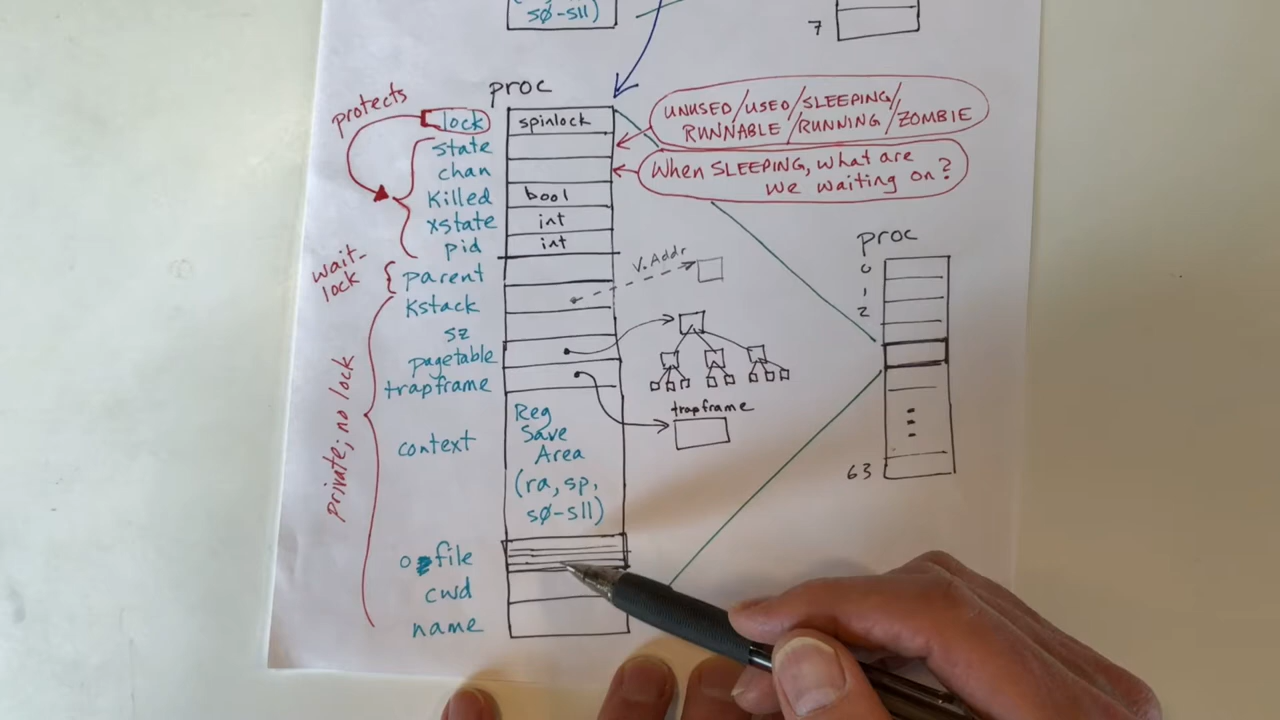 sø-sll)
7
proc
protects
lock
spinlock
UNUSED/USED/SLEEPING/
RUNNABLE/RUNNING/ZOMBIE
state
chan
When SLEEPING, what are
we waiting on?
Killed
bool
xstate
int
pid
int
wait-
lock
parent
V. Addr
Kstack
sz
pagetable
trapframe
trapframe
private; no lock
context
Reg
Save
Area
(ra, sp,
sø-sll)
ofile
cwd
name
proc
0
1
2
63